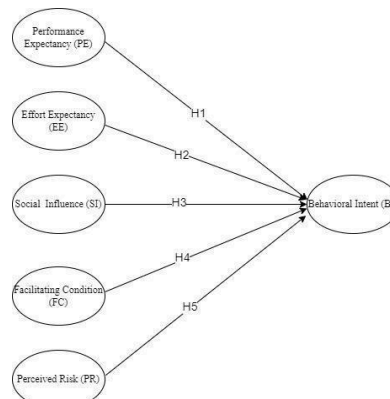 Performance
Expectancy (PE)
H1
Effort Expectancy
(EE)
H2
Social Influence (SI)
H3
Behavioral Intent (B
H4
Facilitating Condition
(FC)
H5
Perceived Risk (PR)